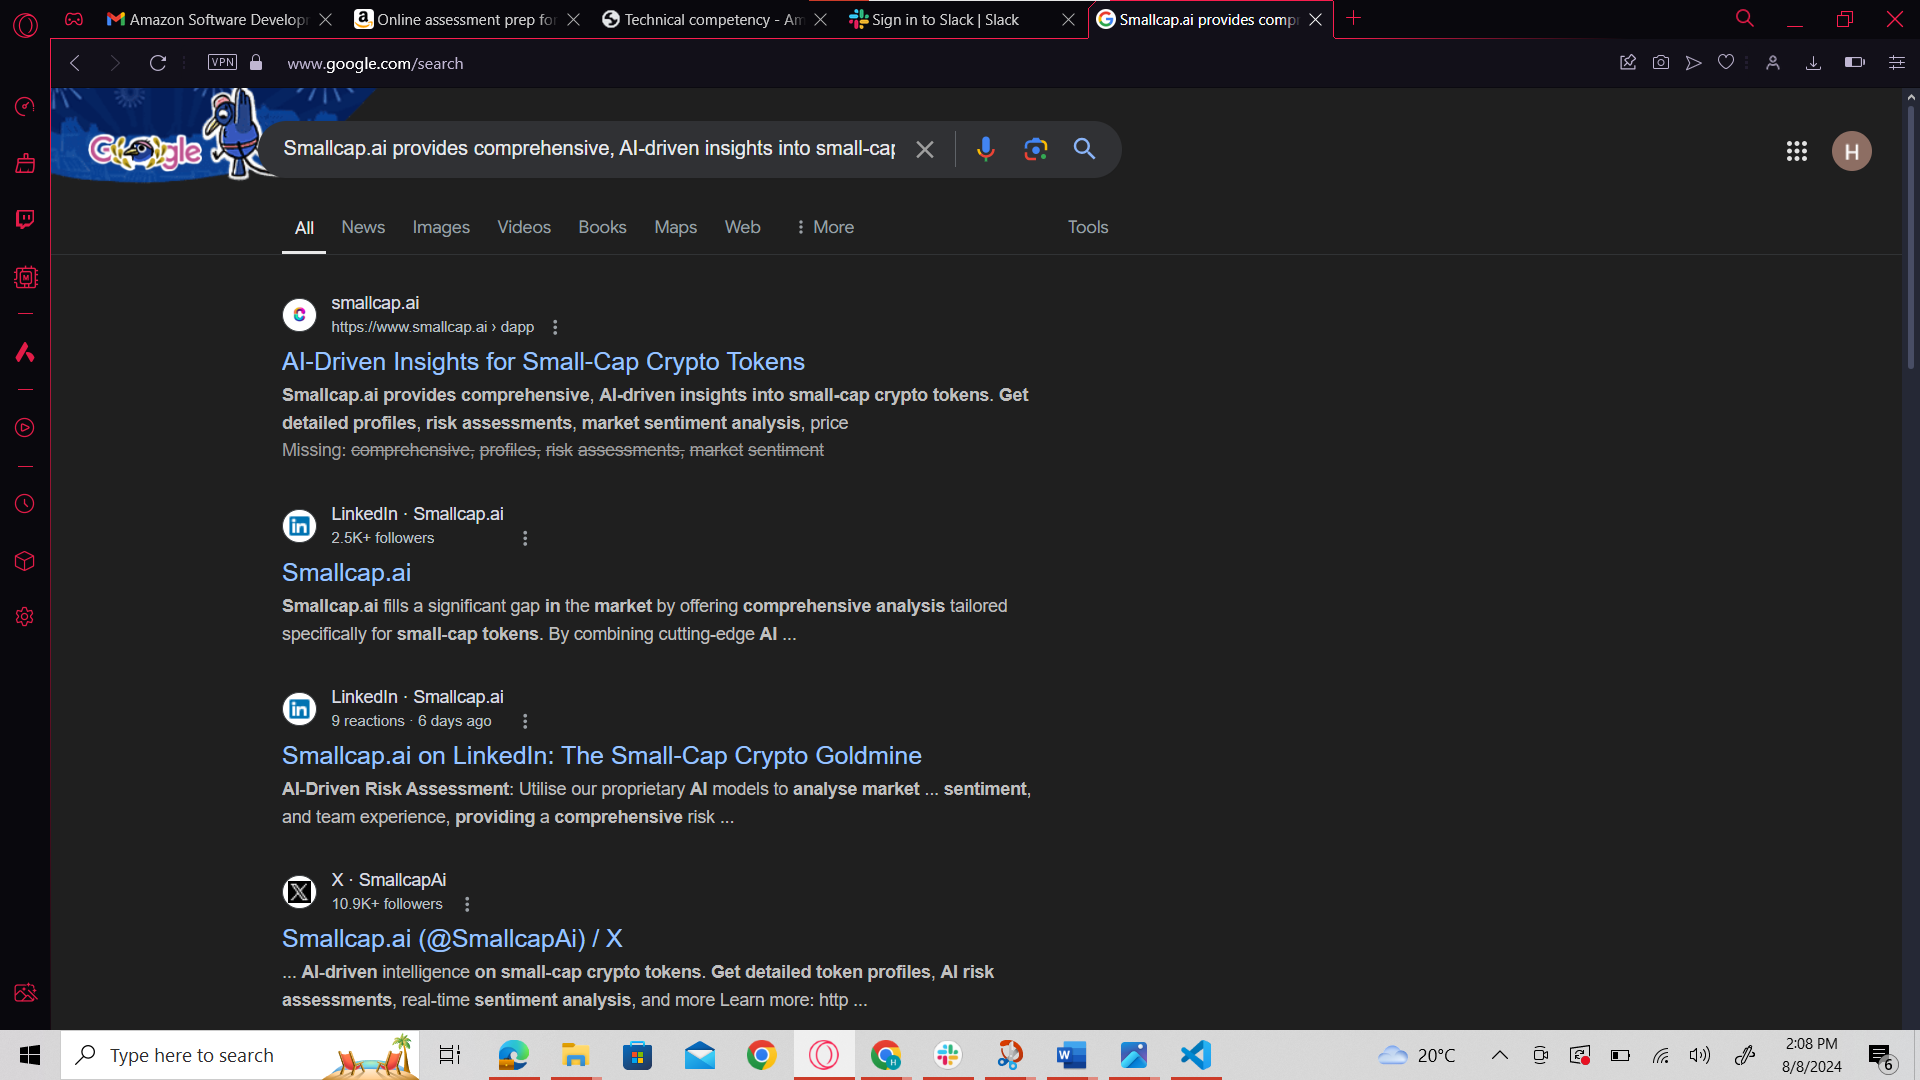 Amazon Software Develop
Online assessment prep fo
Technical competency - Am
Sign in to Slack | Slack
Smallcap.ai provides comp
VPN
www.google.com/search
Google
Smallcap.ai provides comprehensive, AI-driven insights into small-cap
H
All
News
Images
Videos
Books
Maps
Web
More
Tools
smallcap.ai
https://www.smallcap.ai › dapp
AI-Driven Insights for Small-Cap Crypto Tokens
Smallcap.ai provides comprehensive, AI-driven insights into small-cap crypto tokens. Get
detailed profiles, risk assessments, market sentiment analysis, price
Missing: comprehensive, profiles, risk assessments, market sentiment
LinkedIn · Smallcap.ai
2.5K+ followers
Smallcap.ai
Smallcap.ai fills a significant gap in the market by offering comprehensive analysis tailored
specifically for small-cap tokens. By combining cutting-edge AI ...
LinkedIn · Smallcap.ai
9 reactions · 6 days ago
Smallcap.ai on LinkedIn: The Small-Cap Crypto Goldmine
AI-Driven Risk Assessment: Utilise our proprietary AI models to analyse market ... sentiment,
and team experience, providing a comprehensive risk ...
X · SmallcapAi
10.9K+ followers
Smallcap.ai (@SmallcapAi) / X
... AI-driven intelligence on small-cap crypto tokens. Get detailed token profiles, AI risk
assessments, real-time sentiment analysis, and more Learn more: http ...
Type here to search
20°C
2:08 PM
8/8/2024
6